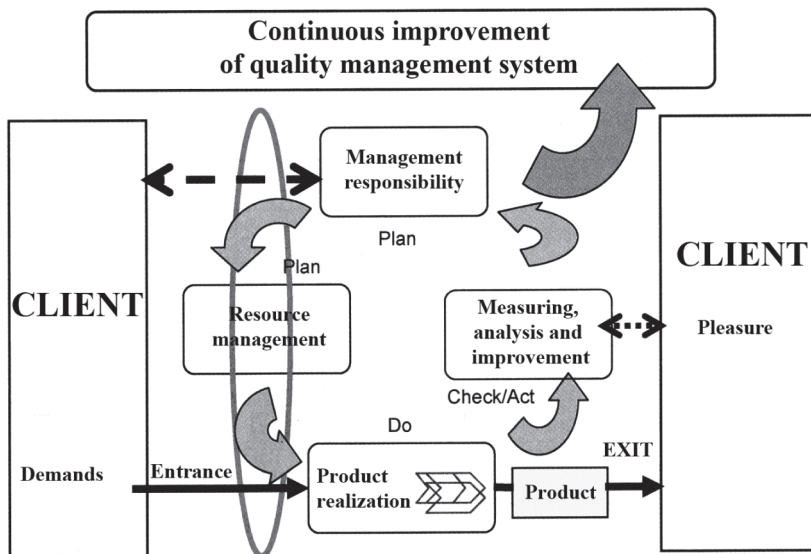 Continuous improvement
of quality management system
Management
responsibility
Plan
Plan
CLIENT
Demands
Resource
management
Measuring,
analysis and
improvement
CLIENT
Pleasure
Check/Act
Do
Entrance
Product
realization
Product
EXIT